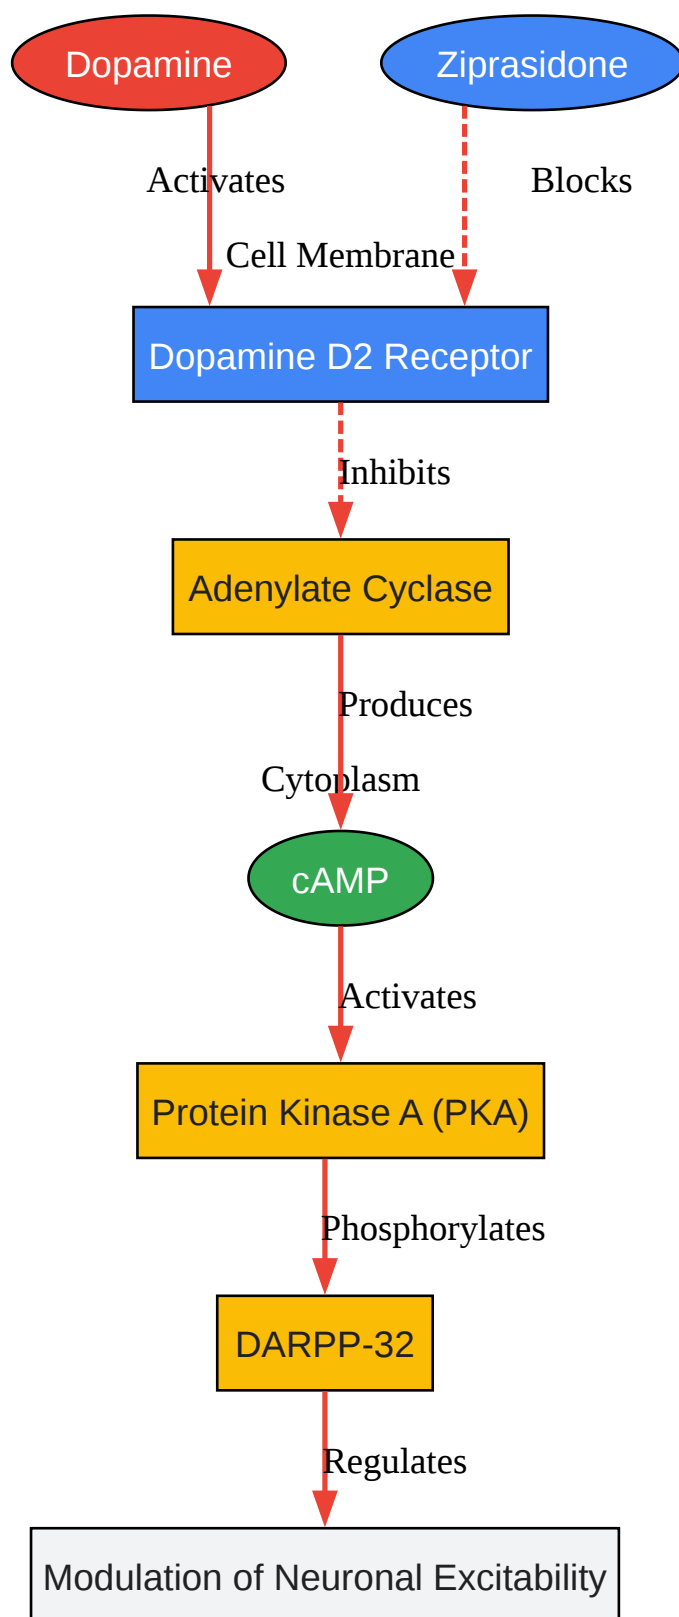 Dopamine
Ziprasidone
Activates
Blocks
Cell Membrane
Dopamine D2 Receptor
Inhibits
Adenylate Cyclase
Produces
Cytoplasm
cAMP
Activates
Protein Kinase A (PKA)
Phosphorylates
DARPP-32
Regulates
Modulation of Neuronal Excitability